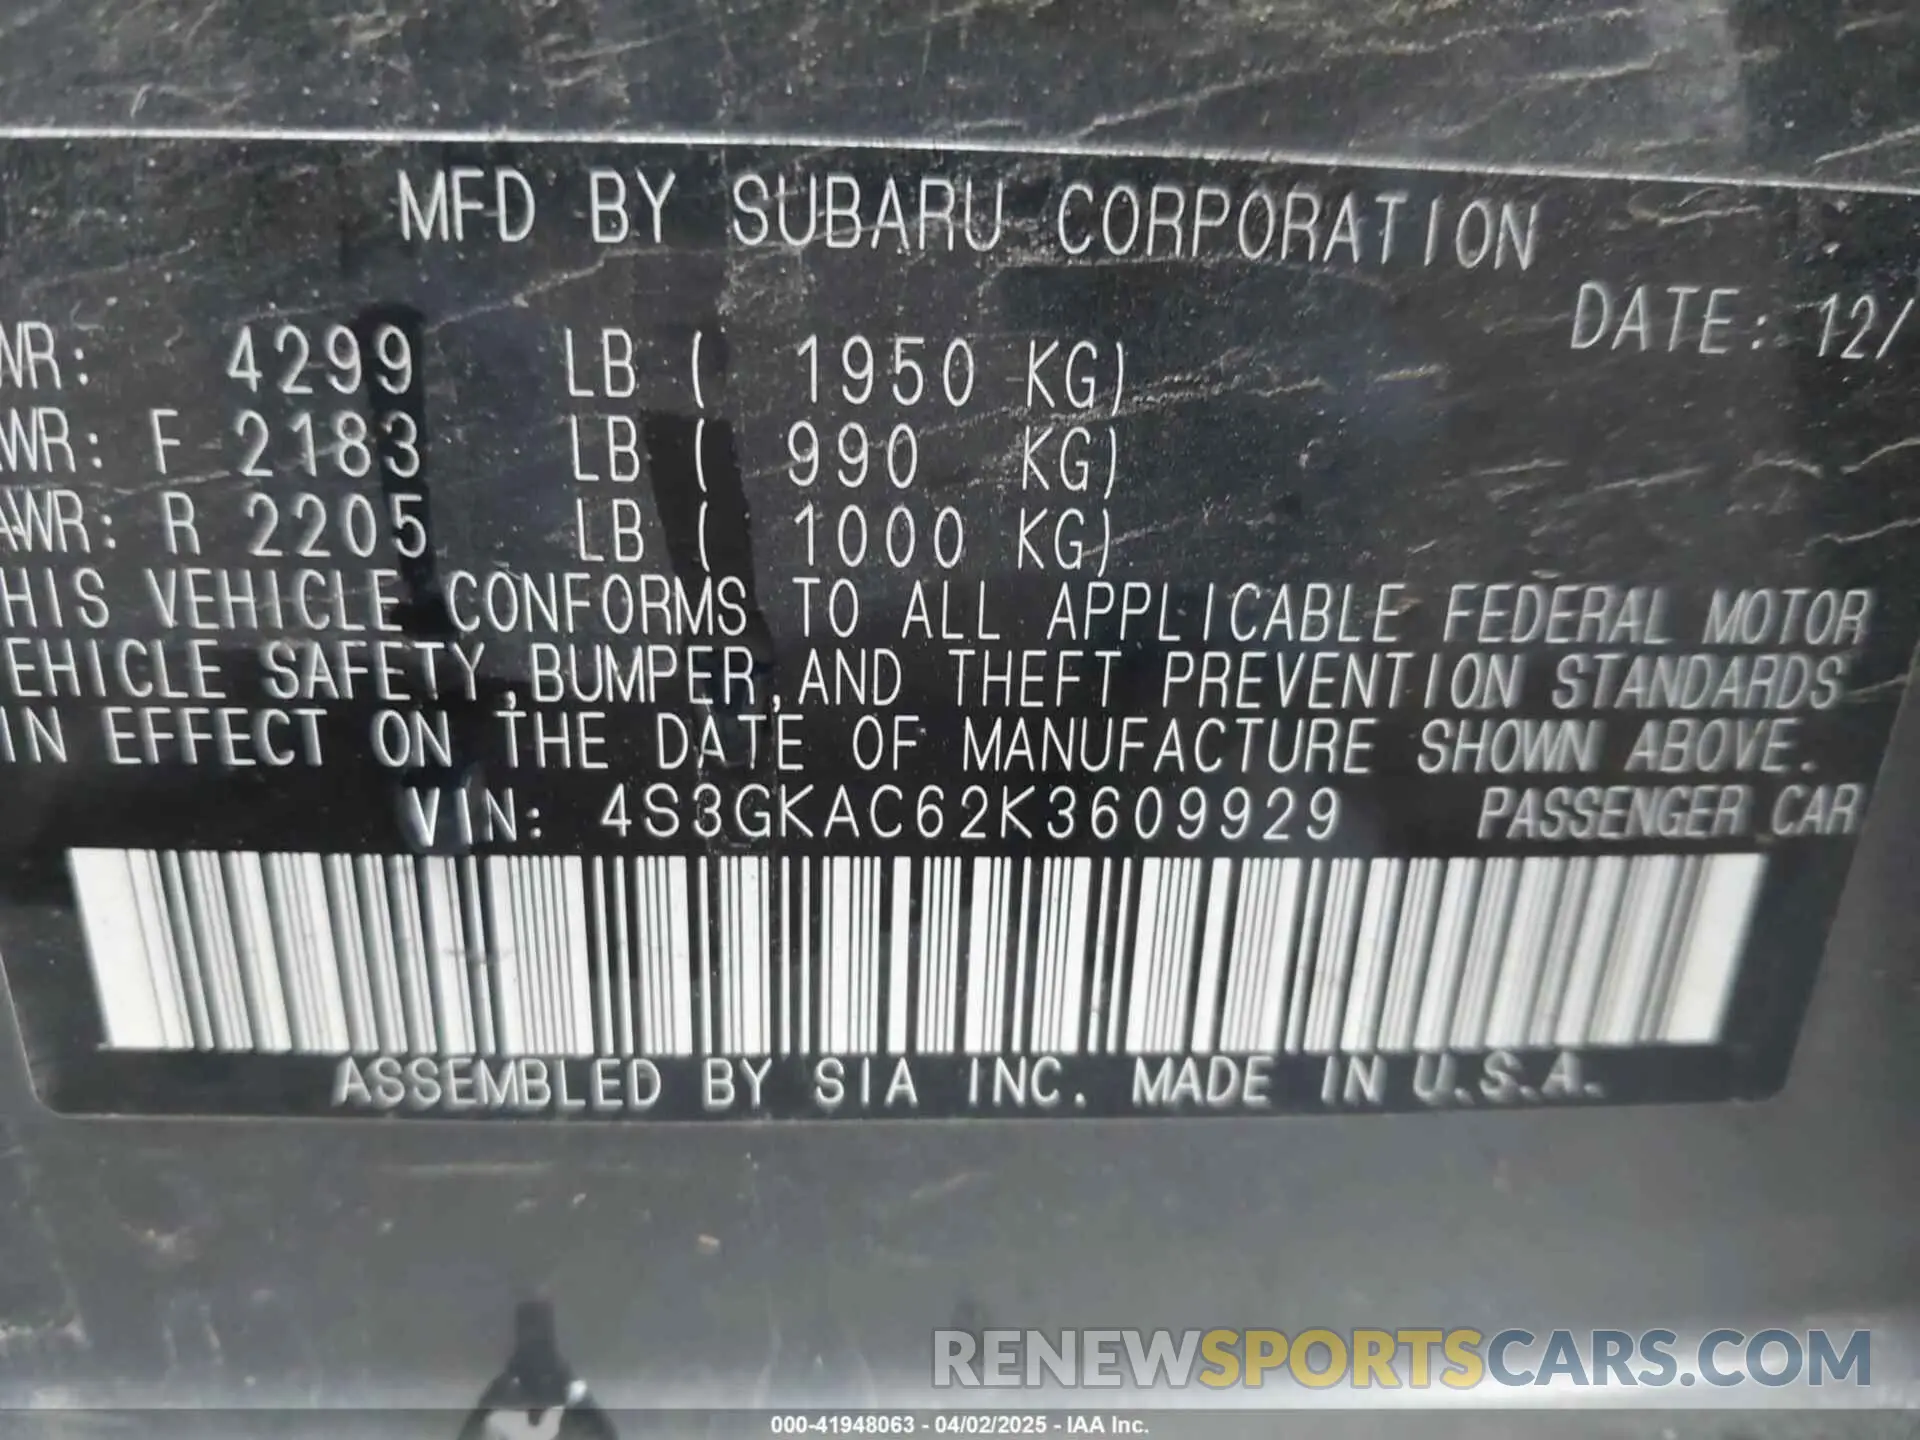 MFD BY SUBARU CORPORATION
DATE: 12/
WR: 4299 LB ( 1950 KG)
WR: F 2183 LB ( 990 KG)
AWR: R 2205 LB ( 1000 KG)
HIS VEHICLE CONFORMS TO ALL APPLICABLE FEDERAL MOTOR
EHICLE SAFETY,BUMPER,AND THEFT PREVENTION STANDARDS
IN EFFECT ON THE DATE OF MANUFACTURE SHOWN ABOVE.
VIN: 4S3GKAC62K3609929 PASSENGER CAR
ASSEMBLED BY SIA INC. MADE IN U.S.A.
RENEWSPORTSCARS.COM
000-41948063 - 04/02/2025 - IAA Inc.